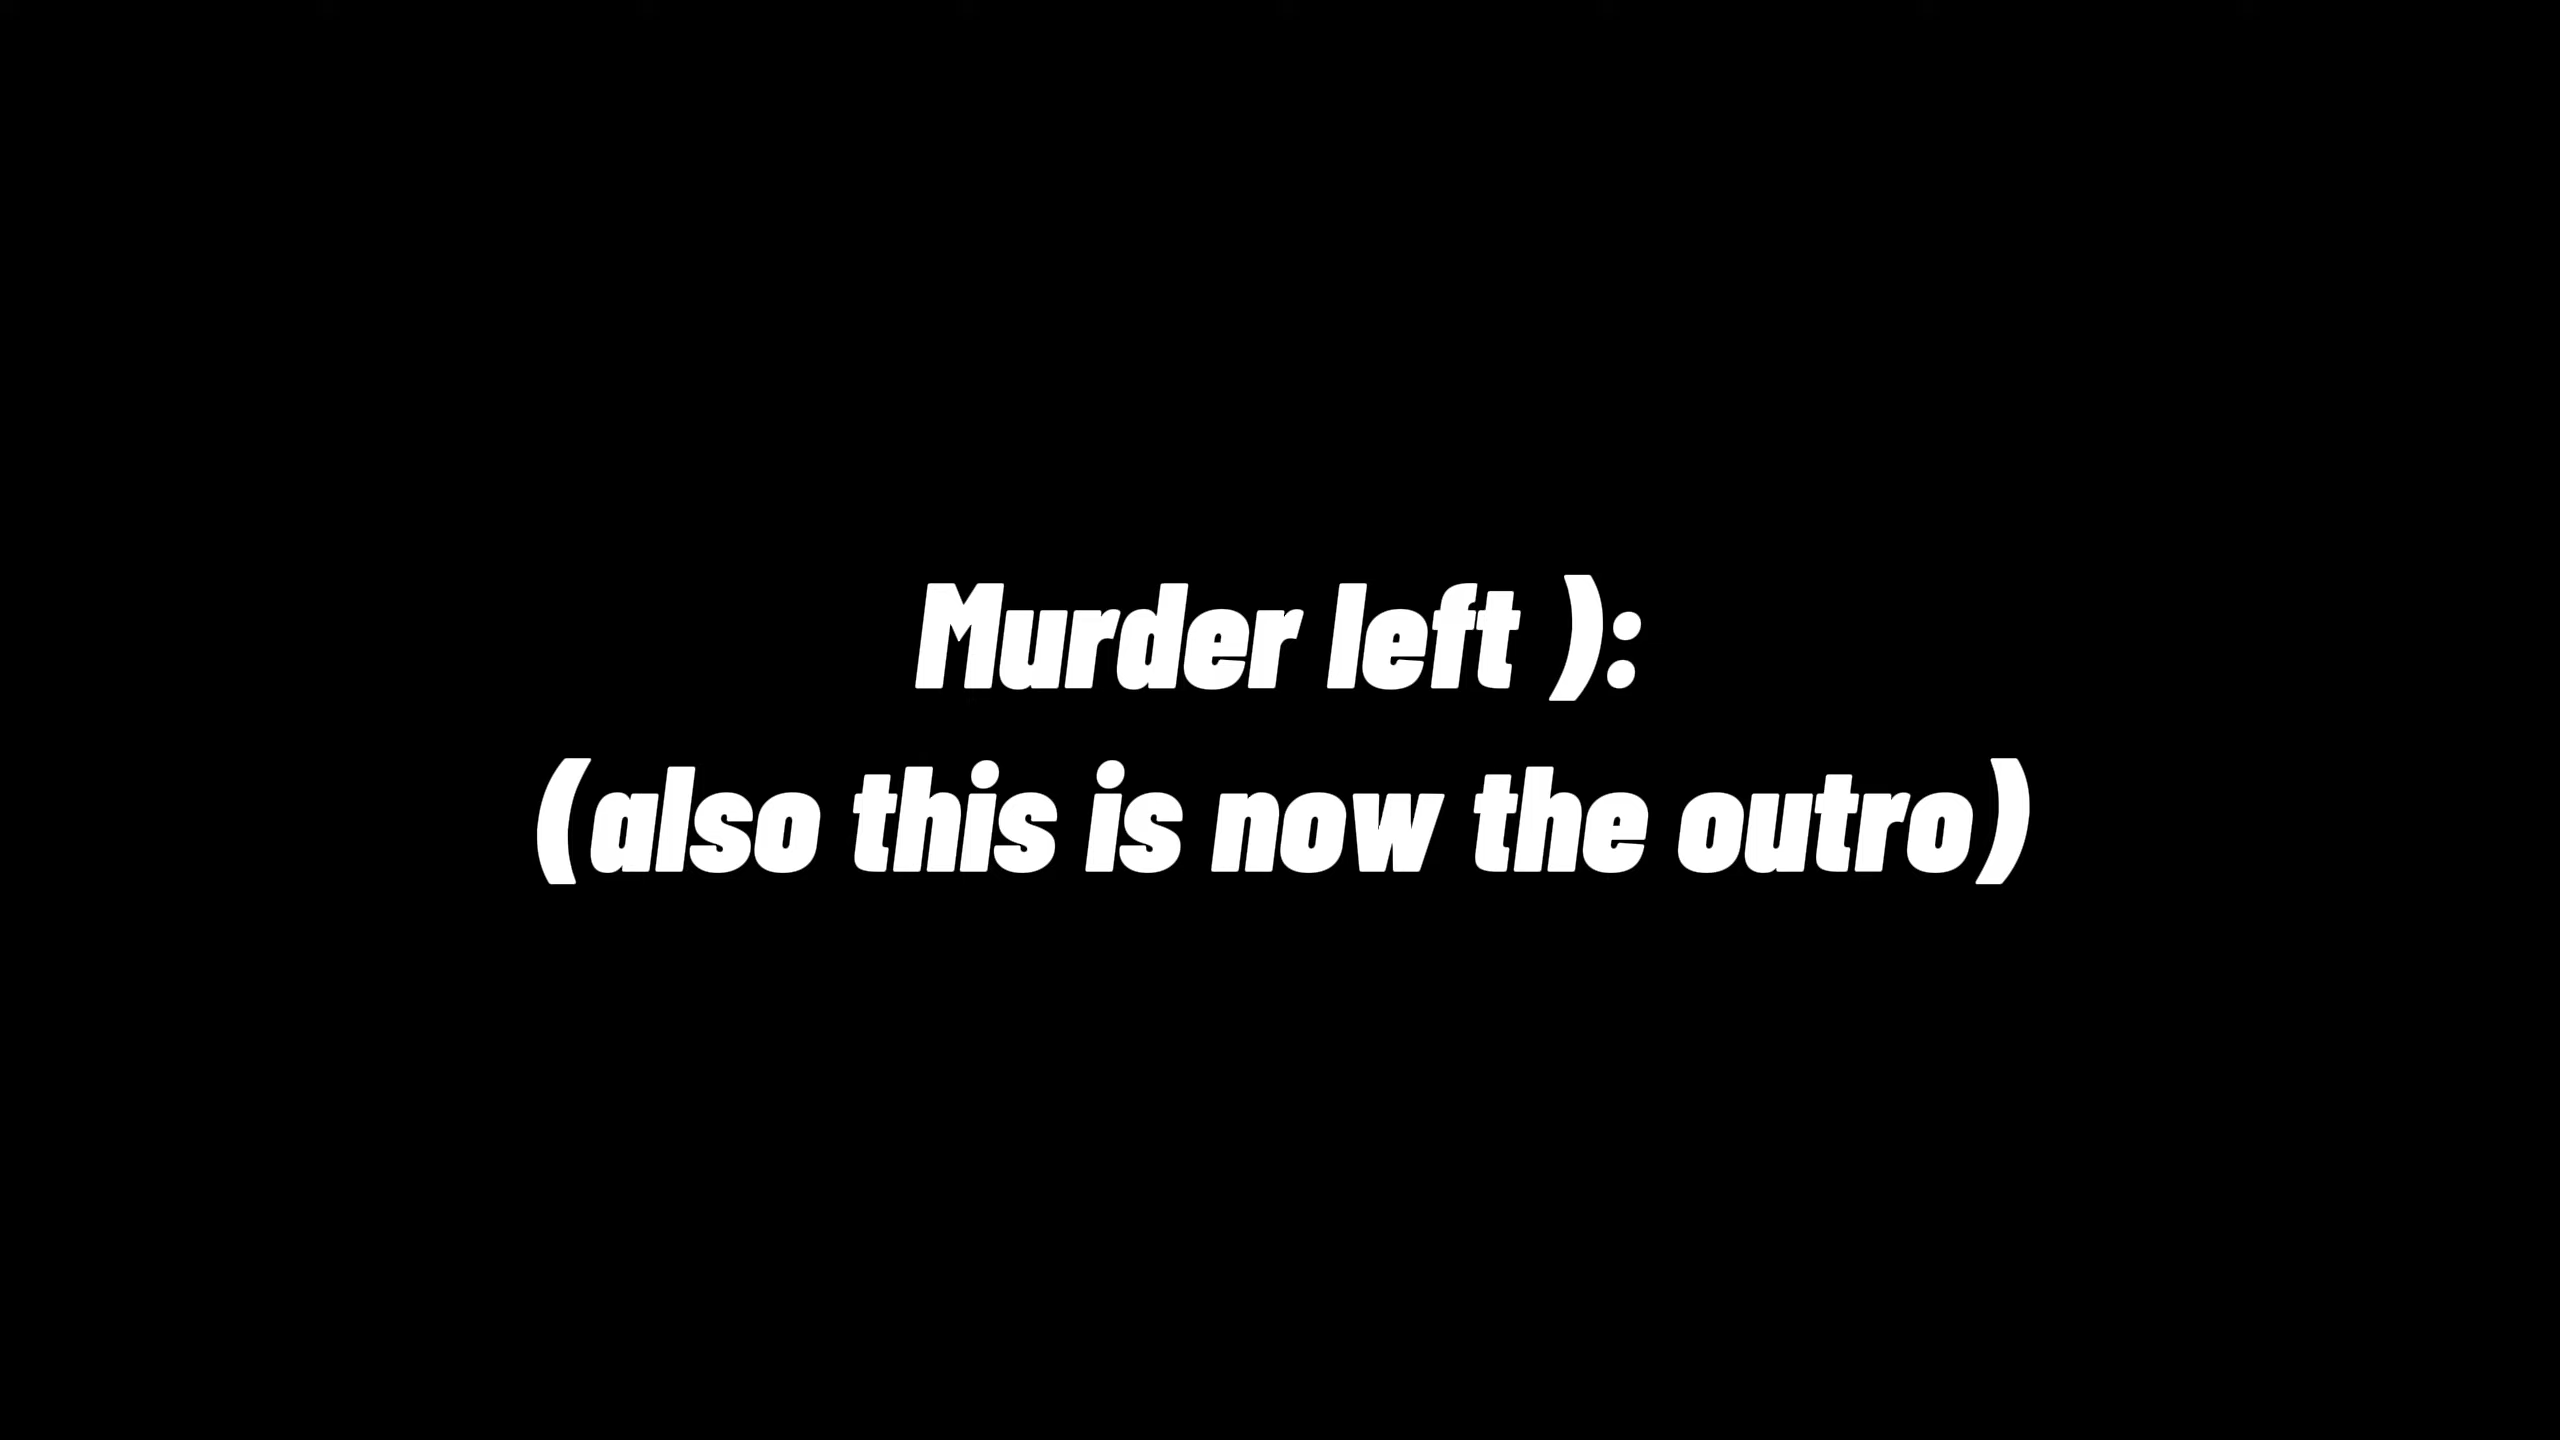 Murder left ):
(also this is now the outro)